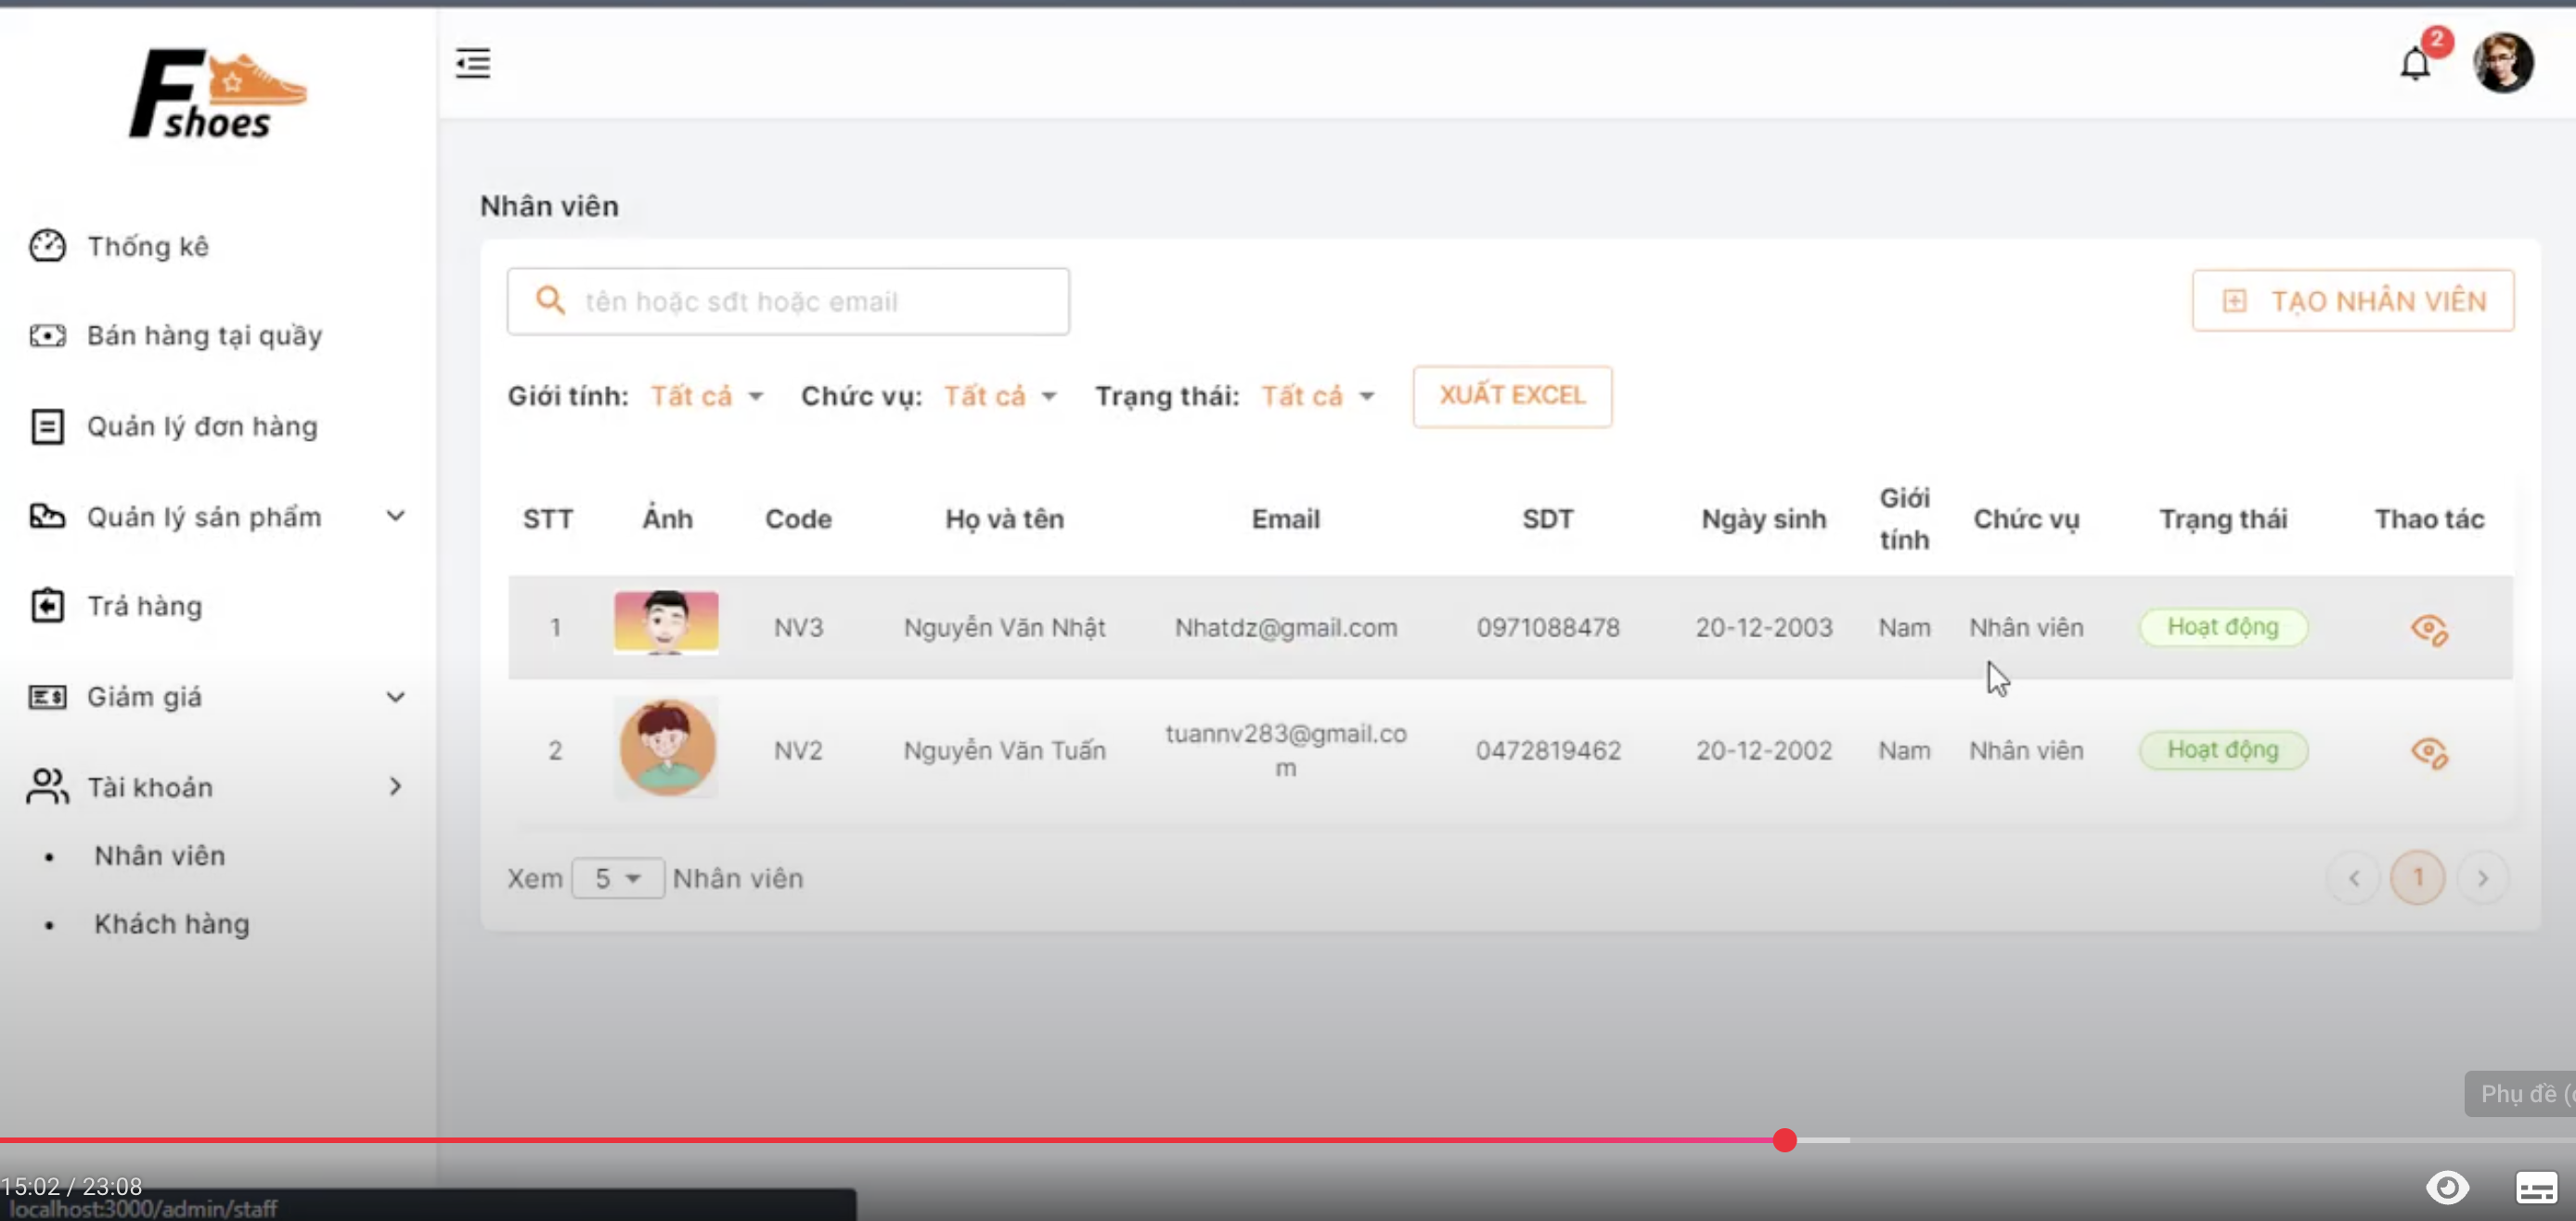 F
shoes
2
Nhân viên
Thống kê
Bán hàng tại quầy
Quản lý đơn hàng
Quản lý sản phẩm
Trả hàng
Giảm giá
Tài khoản
Nhân viên
Khách hàng
tên hoặc sđt hoặc email
TẠO NHÂN VIÊN
Giới tính: Tất cả Chức vụ: Tất cả Trạng thái: Tất cả XUẤT EXCEL
STT Ảnh Code Họ và tên Email SDT Ngày sinh Giới tính Chức vụ Trạng thái Thao tác
1 NV3 Nguyễn Văn Nhật Nhatdz@gmail.com 0971088478 20-12-2003 Nam Nhân viên Hoạt động
2 NV2 Nguyễn Văn Tuấn tuannv283@gmail.com 0472819462 20-12-2002 Nam Nhân viên Hoạt động
Xem 5 Nhân viên
1
Phụ đề (
15:02 / 23:08
localhost:3000/admin/staff